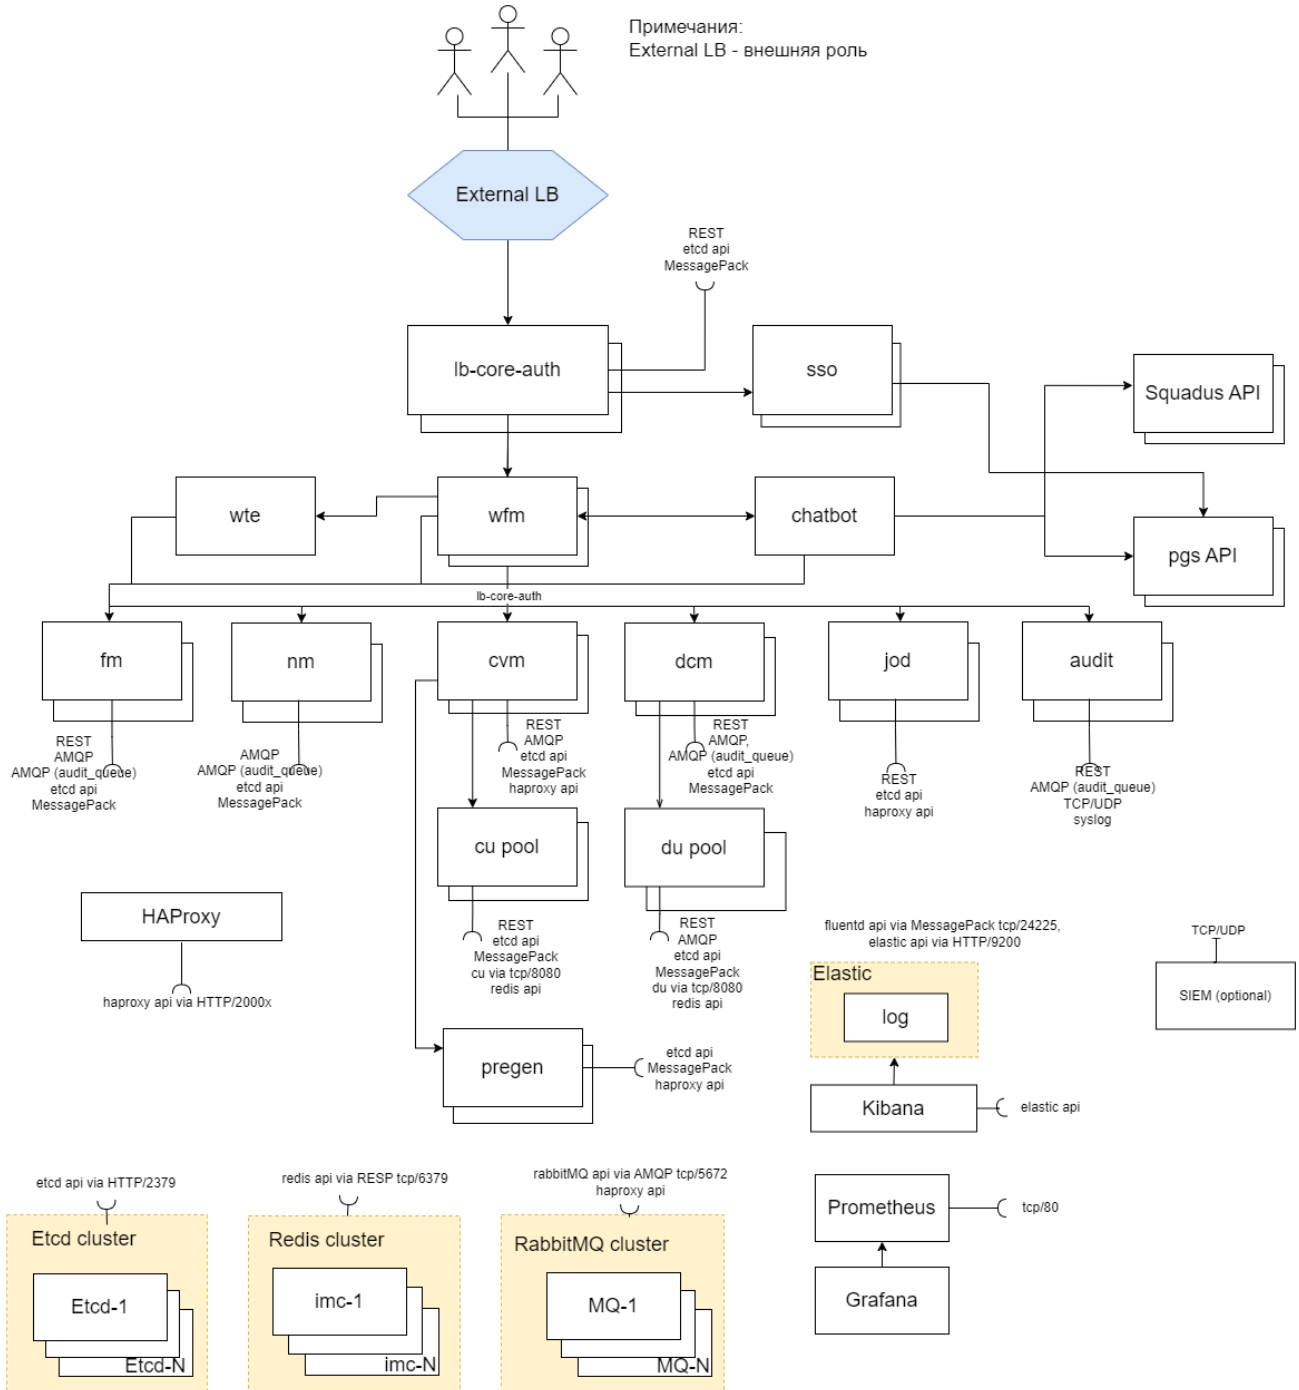 Примечания:
External LB - внешняя роль
External LB
REST
etcd api
MessagePack
lb-core-auth
sso
Squadus API
wte
wfm
chatbot
pgs API
lb-core-auth
fm
nm
cvm
dcm
jod
audit
REST
AMQP
AMQP (audit_queue)
etcd api
MessagePack
AMQP
AMQP (audit_queue)
etcd api
MessagePack
REST
AMQP
etcd api
MessagePack
haproxy api
REST
AMQP,
AMQP (audit_queue)
etcd api
MessagePack
REST
etcd api
haproxy api
REST
AMQP (audit_queue)
TCP/UDP
syslog
cu pool
du pool
HAProxy
haproxy api via HTTP/2000x
REST
etcd api
MessagePack
cu via tcp/8080
redis api
REST
AMQP
etcd api
MessagePack
du via tcp/8080
redis api
fluentd api via MessagePack tcp/24225,
elastic api via HTTP/9200
Elastic
log
TCP/UDP
SIEM (optional)
pregen
etcd api
MessagePack
haproxy api
Kibana
elastic api
etcd api via HTTP/2379
Etcd cluster
Etcd-1
Etcd-N
redis api via RESP tcp/6379
Redis cluster
imc-1
imc-N
rabbitMQ api via AMQP tcp/5672
haproxy api
RabbitMQ cluster
MQ-1
MQ-N
Prometheus
tcp/80
Grafana